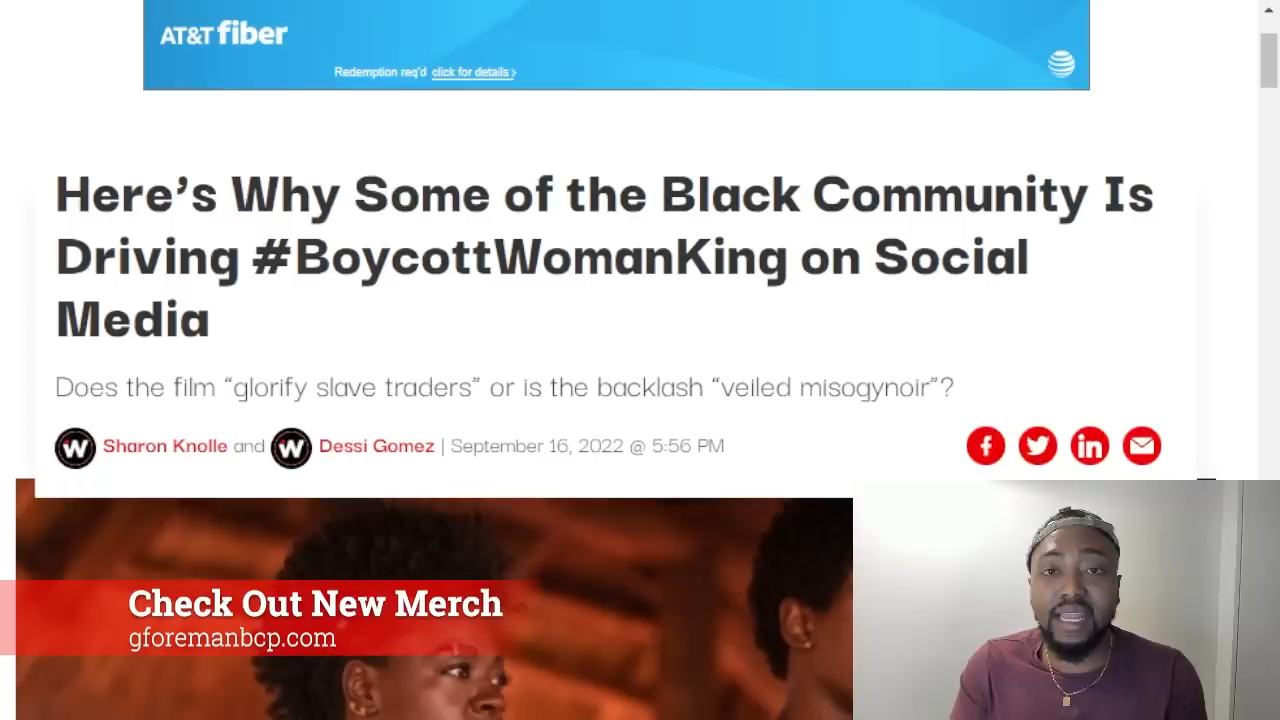 AT&T fiber
Redemption req'd click for details ›
Here's Why Some of the Black Community Is
Driving #BoycottWomanKing on Social
Media
Does the film “glorify slave traders” or is the backlash “veiled misogynoir”?
W Sharon Knolle and W Dessi Gomez | September 16, 2022 @ 5:56 PM
Check Out New Merch
gforemanbcp.com